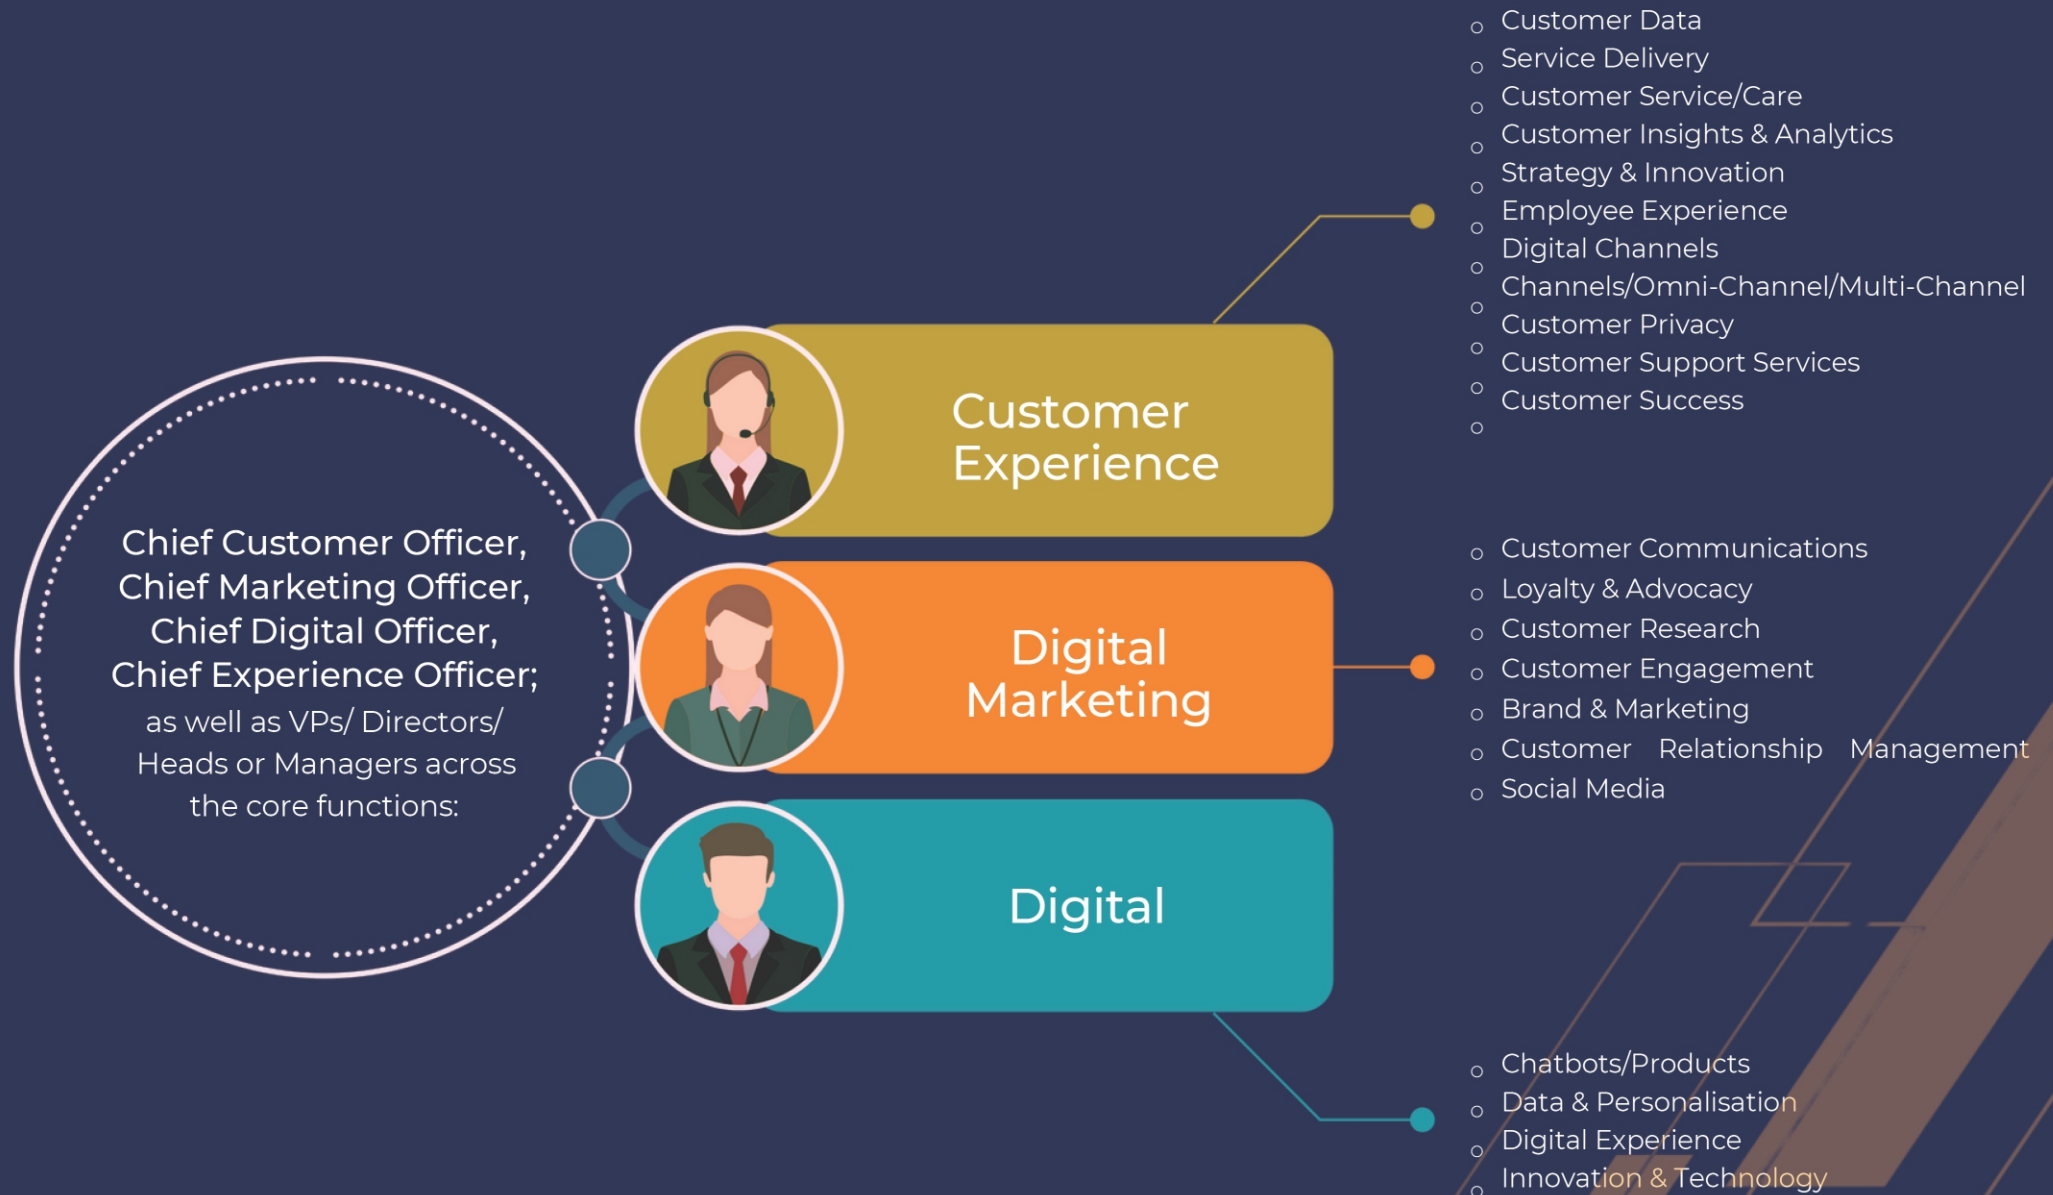 Chief Customer Officer,
Chief Marketing Officer,
Chief Digital Officer,
Chief Experience Officer;
as well as VPs/ Directors/
Heads or Managers across
the core functions:
Customer
Experience
Customer Data
Service Delivery
Customer Service/Care
Customer Insights & Analytics
Strategy & Innovation
Employee Experience
Digital Channels
Channels/Omni-Channel/Multi-Channel
Customer Privacy
Customer Support Services
Customer Success
Digital
Marketing
Customer Communications
Loyalty & Advocacy
Customer Research
Customer Engagement
Brand & Marketing
Customer Relationship Management
Social Media
Digital
Chatbots/Products
Data & Personalisation
Digital Experience
Innovation & Technology